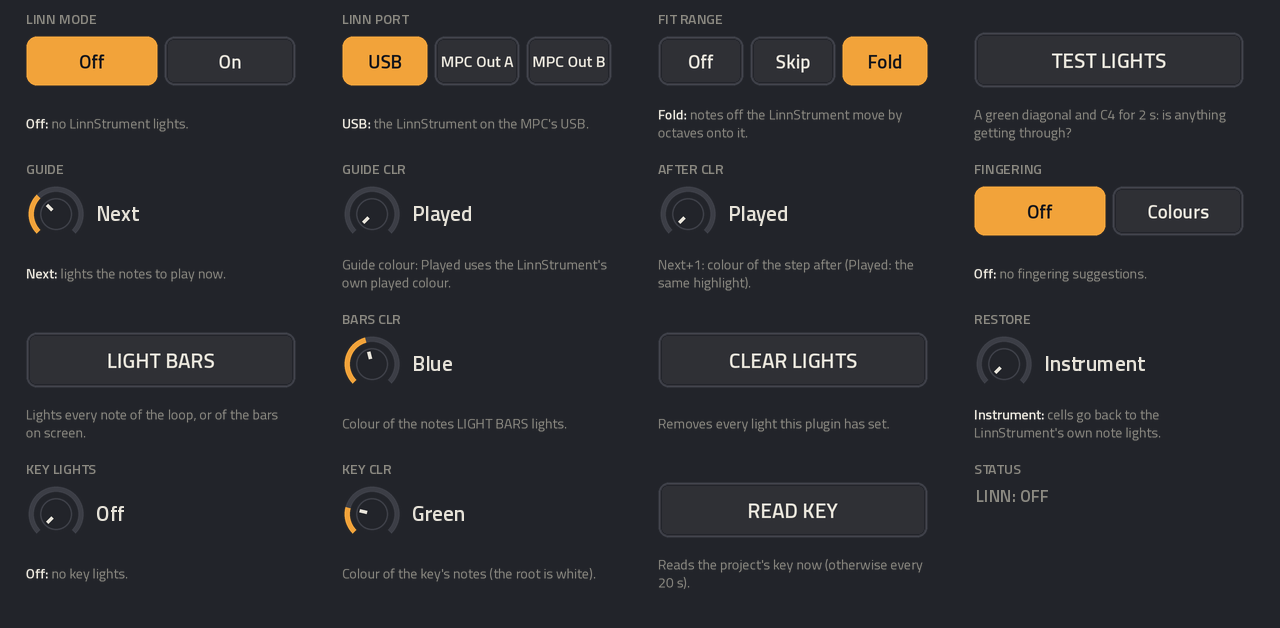 LINN MODE
LINN PORT
FIT RANGE
Off
On
USB
MPC Out A
MPC Out B
Off
Skip
Fold
TEST LIGHTS
Off: no LinnStrument lights.
USB: the LinnStrument on the MPC's USB.
Fold: notes off the LinnStrument move by
octaves onto it.
A green diagonal and C4 for 2 s: is anything
getting through?
GUIDE
GUIDE CLR
AFTER CLR
FINGERING
Next
Played
Played
Off
Colours
Next: lights the notes to play now.
Guide colour: Played uses the LinnStrument's
own played colour.
Next+1: colour of the step after (Played: the
same highlight).
Off: no fingering suggestions.
BARS CLR
RESTORE
LIGHT BARS
Blue
CLEAR LIGHTS
Instrument
Lights every note of the loop, or of the bars
on screen.
Colour of the notes LIGHT BARS lights.
Removes every light this plugin has set.
Instrument: cells go back to the
LinnStrument's own note lights.
KEY LIGHTS
KEY CLR
STATUS
Off
Green
READ KEY
LINN: OFF
Off: no key lights.
Colour of the key's notes (the root is white).
Reads the project's key now (otherwise every
20 s).